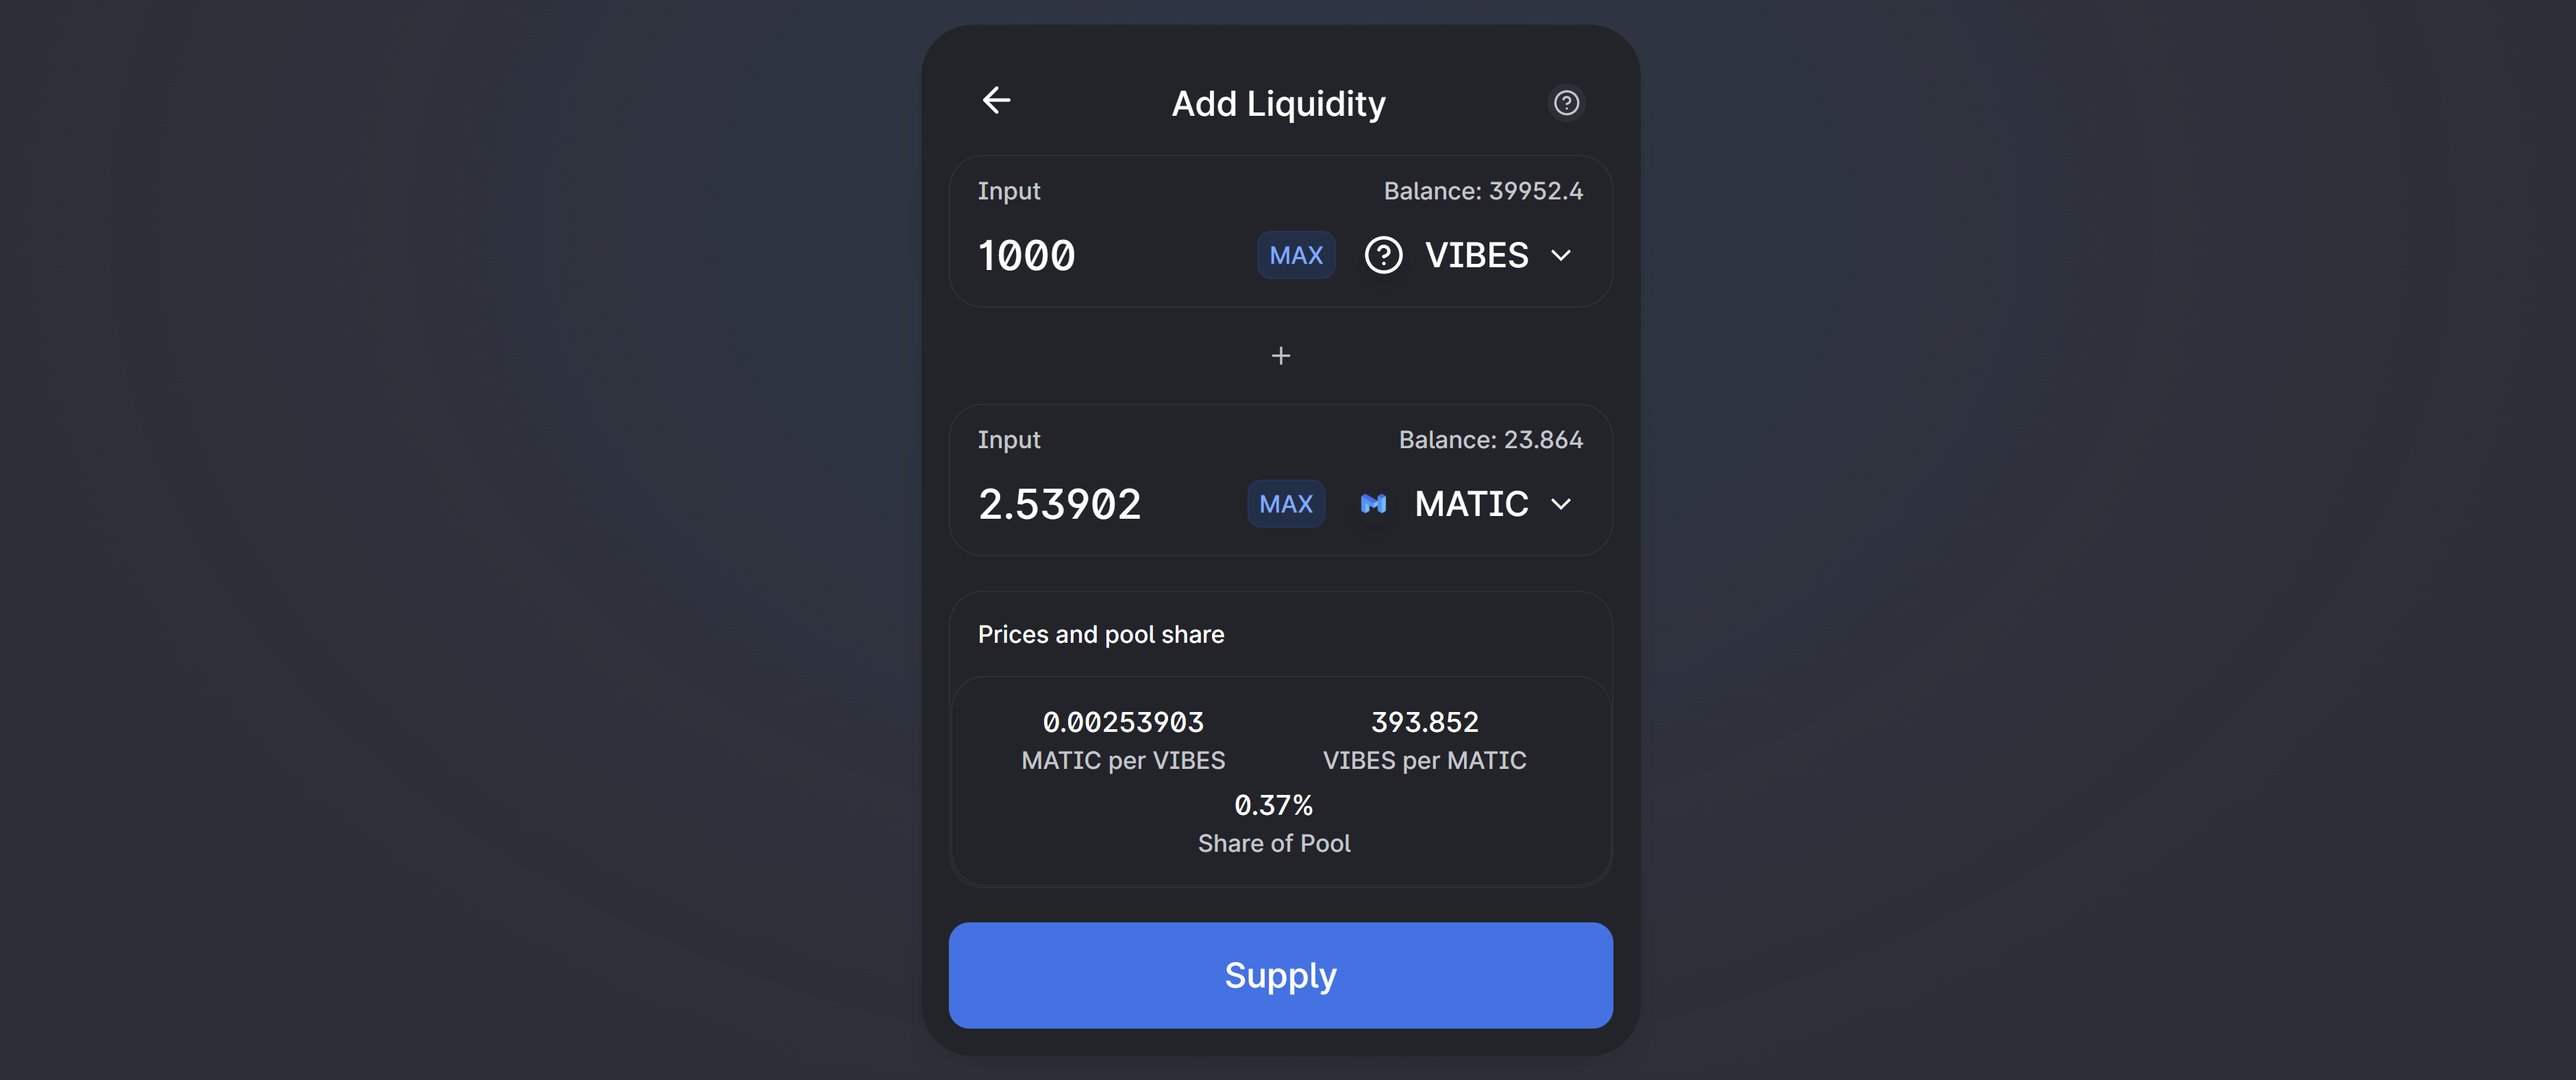 Add Liquidity
Input
Balance: 39952.4
1000
MAX
VIBES
+
Input
Balance: 23.864
2.53902
MAX
MATIC
Prices and pool share
0.00253903
MATIC per VIBES
393.852
VIBES per MATIC
0.37%
Share of Pool
Supply